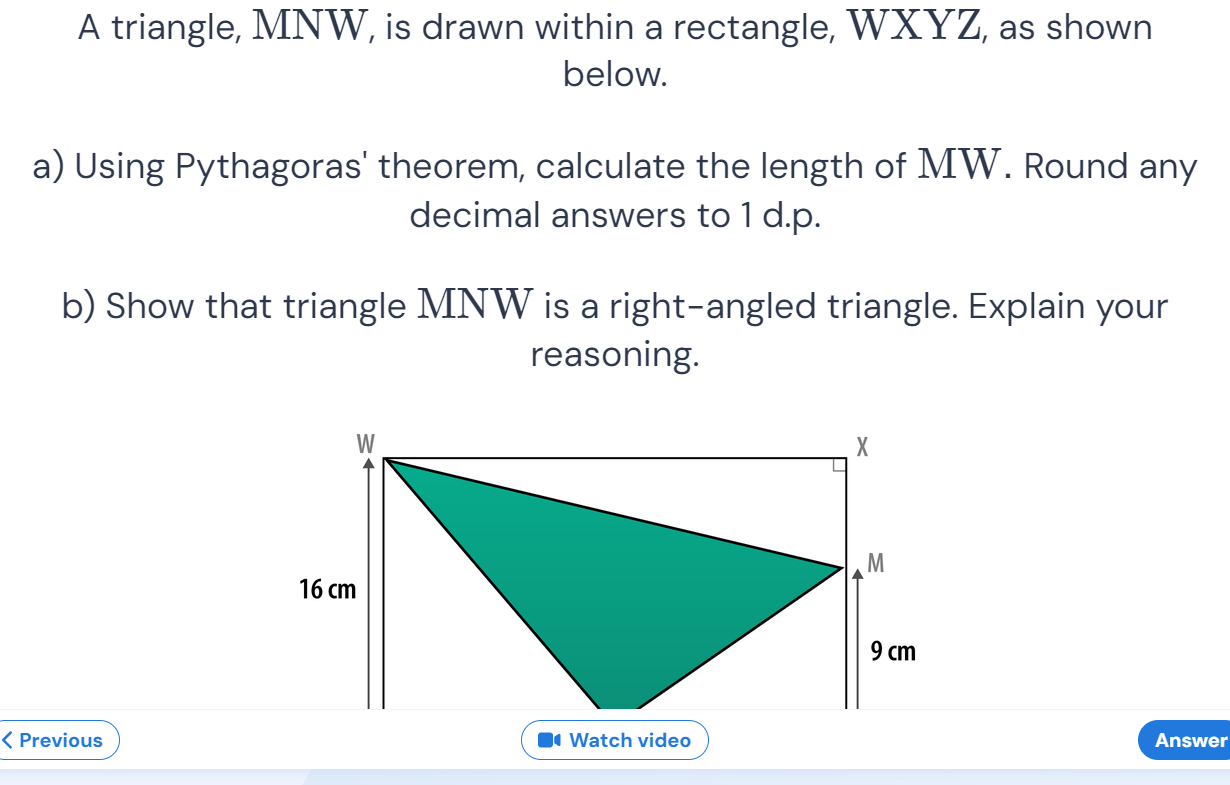 A triangle, MNW, is drawn within a rectangle, WXYZ, as shown
below.
a) Using Pythagoras' theorem, calculate the length of MW. Round any
decimal answers to 1 d.p.
b) Show that triangle MNW is a right-angled triangle. Explain your
reasoning.
W
X
M
16 cm
9 cm
Previous
Watch video
Answer